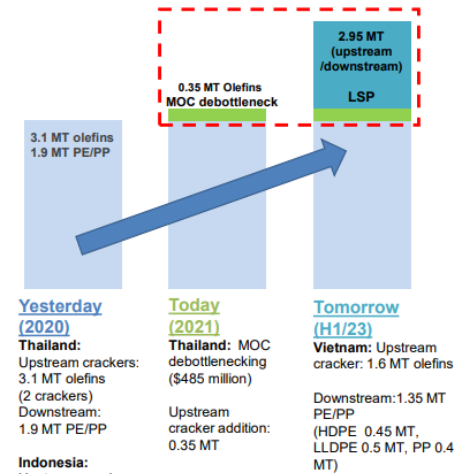 2.95 MT
(upstream
/downstream)
LSP
0.35 MT Olefins
MOC debottleneck
3.1 MT olefins
1.9 MT PE/PP
Yesterday
(2020)
Thailand:
Upstream crackers:
3.1 MT olefins
(2 crackers)
Downstream:
1.9 MT PE/PP
Indonesia:
Today
(2021)
Thailand: MOC
debottlenecking
($485 million)
Upstream
cracker addition:
0.35 MT
Tomorrow
(H1/23)
Vietnam: Upstream
cracker: 1.6 MT olefins
Downstream:1.35 MT
PE/PP
(HDPE 0.45 MT,
LLDPE 0.5 MT, PP 0.4
MT)